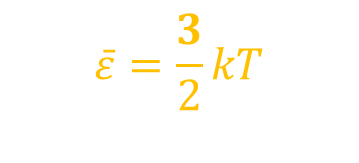 ε̄ = 3/2 kT